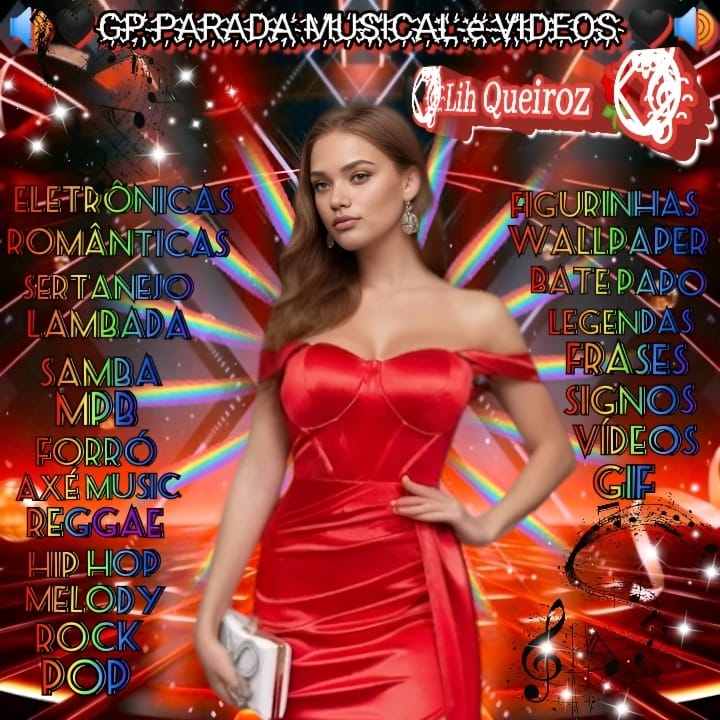 GP PARADA MUSICAL e VIDEOS
Lih Queiroz
ELETRÔNICAS
ROMÂNTICAS
SERTANEJO
LAMBADA
SAMBA
MPB
FORRÓ
AXÉ MUSIC
REGGAE
HIP HOP
MELODY
ROCK
POP
FIGURINHAS
WALLPAPER
BATE PAPO
LEGENDAS
FRASES
SIGNOS
VÍDEOS
GIF